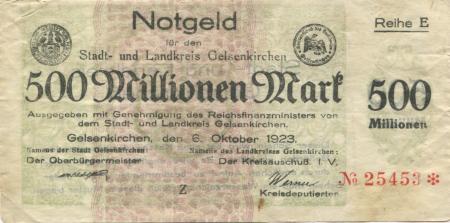 Notgeld
Reihe E
für den
Stadt- und Landkreis Gelsenkirchen
500 Millionen Mark
500
Millionen
Ausgegeben mit Genehmigung des Reichsfinanzministers von
dem Stadt- und Landkreis Gelsenkirchen.
Gelsenkirchen, den 6. Oktober 1923.
Namens der Stadt Gelsenkirchen:
Namens des Landkreises Gelsenkirchen:
Der Oberbürgermeister
Der Kreisauschuß. I. V.
Werner
Kreisdeputierter.
Z
№ 25453 *